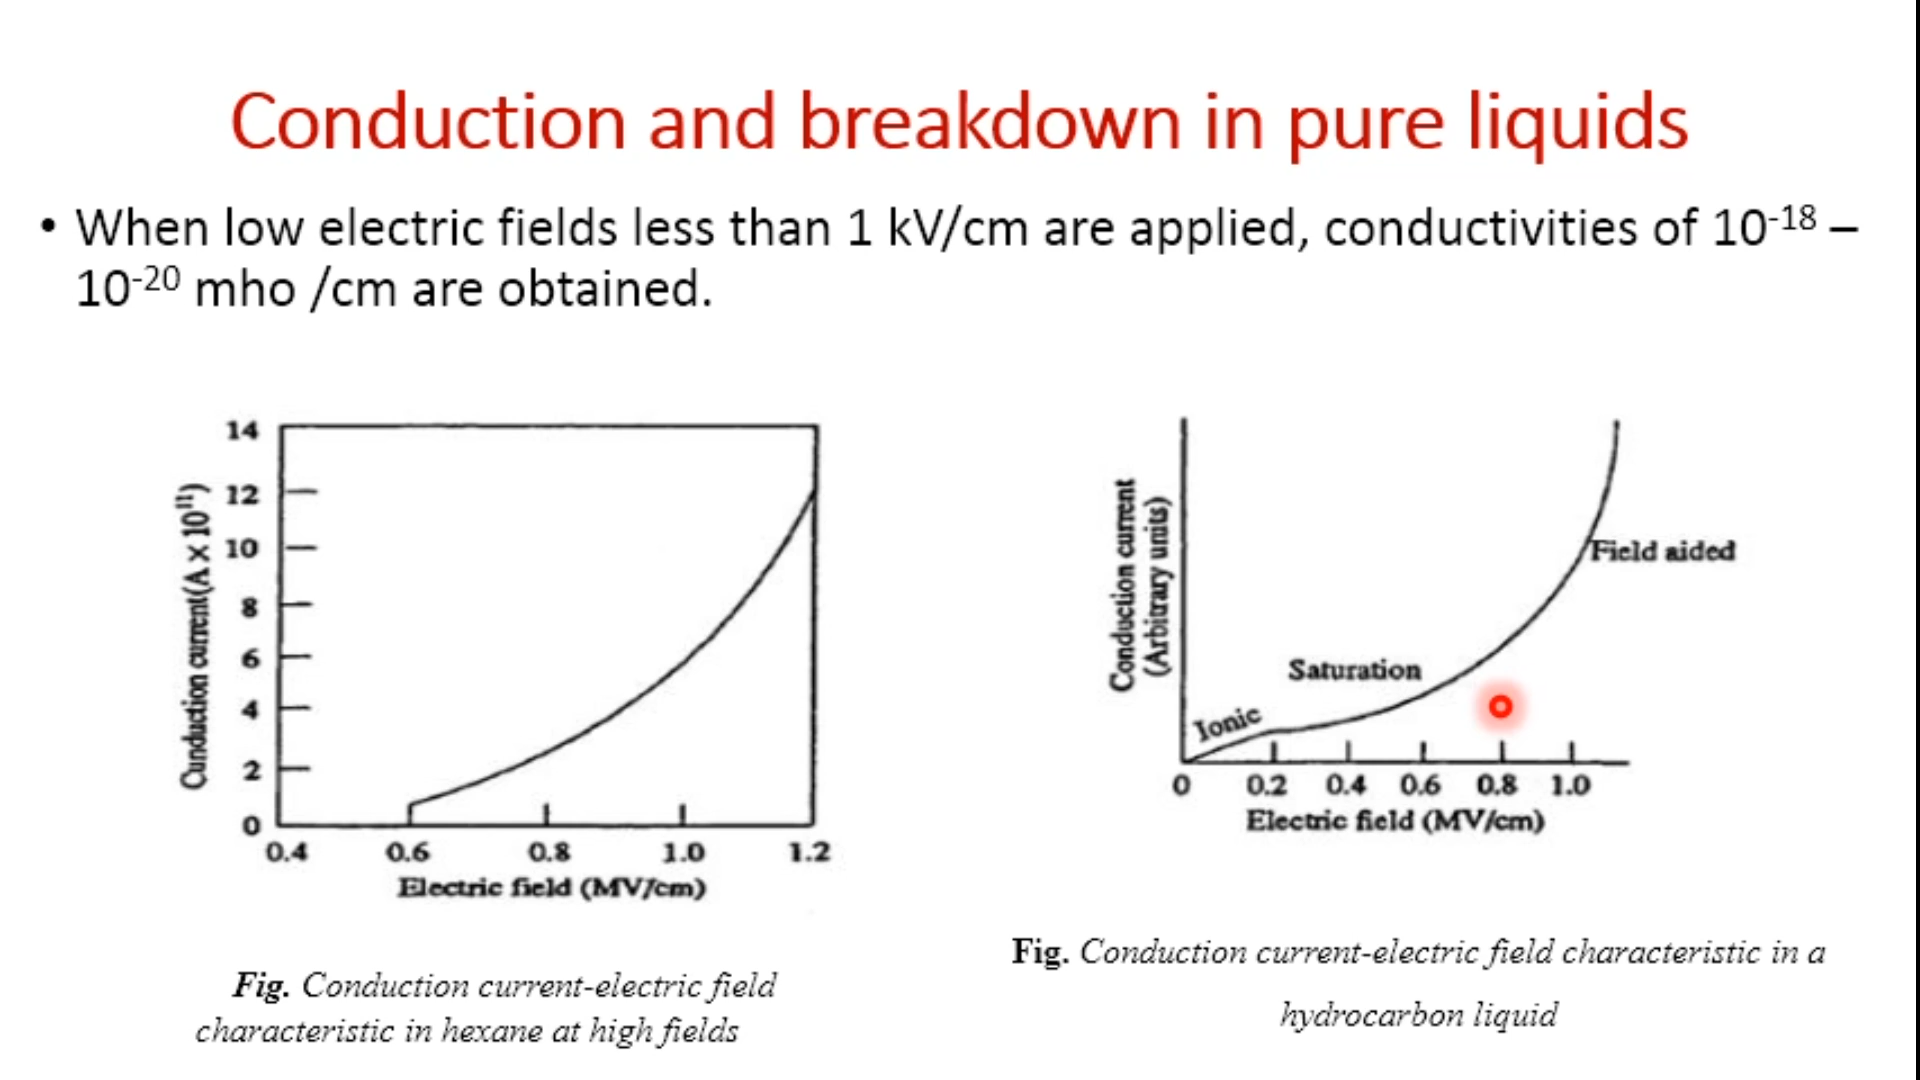 Conduction and breakdown in pure liquids
• When low electric fields less than 1 kV/cm are applied, conductivities of 10⁻¹⁸ –
10⁻²⁰ mho /cm are obtained.
Conduction current(A x 10¹¹)
14
12
10
8
6
4
2
0
0.4 0.6 0.8 1.0 1.2
Electric field (MV/cm)
Fig. Conduction current-electric field
characteristic in hexane at high fields
Conduction current
(Arbitrary units)
Field aided
Saturation
Ionic
0 0.2 0.4 0.6 0.8 1.0
Electric field (MV/cm)
Fig. Conduction current-electric field characteristic in a
hydrocarbon liquid